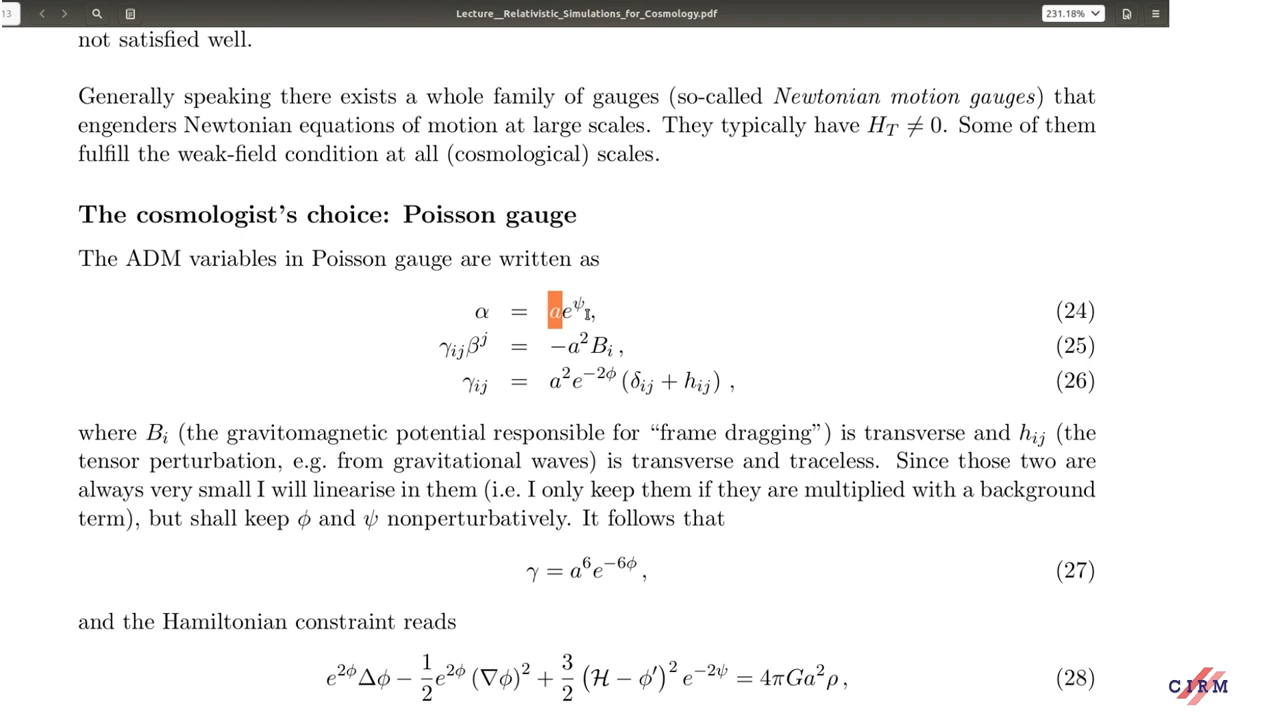 13
Lecture__Relativistic_Simulations_for_Cosmology.pdf
231.18%
not satisfied well.
Generally speaking there exists a whole family of gauges (so-called Newtonian motion gauges) that
engenders Newtonian equations of motion at large scales. They typically have H_T ≠ 0. Some of them
fulfill the weak-field condition at all (cosmological) scales.
The cosmologist's choice: Poisson gauge
The ADM variables in Poisson gauge are written as
α = ae^ψ, (24)
γ_ij β^j = −a²B_i , (25)
γ_ij = a²e^{−2ϕ} (δ_ij + h_ij) , (26)
where B_i (the gravitomagnetic potential responsible for “frame dragging”) is transverse and h_ij (the
tensor perturbation, e.g. from gravitational waves) is transverse and traceless. Since those two are
always very small I will linearise in them (i.e. I only keep them if they are multiplied with a background
term), but shall keep ϕ and ψ nonperturbatively. It follows that
γ = a⁶e^{−6ϕ} , (27)
and the Hamiltonian constraint reads
e^{2ϕ}Δϕ − 1/2 e^{2ϕ} (∇ϕ)² + 3/2 (ℋ − ϕ′)² e^{−2ψ} = 4πGa²ρ , (28)
CIRM